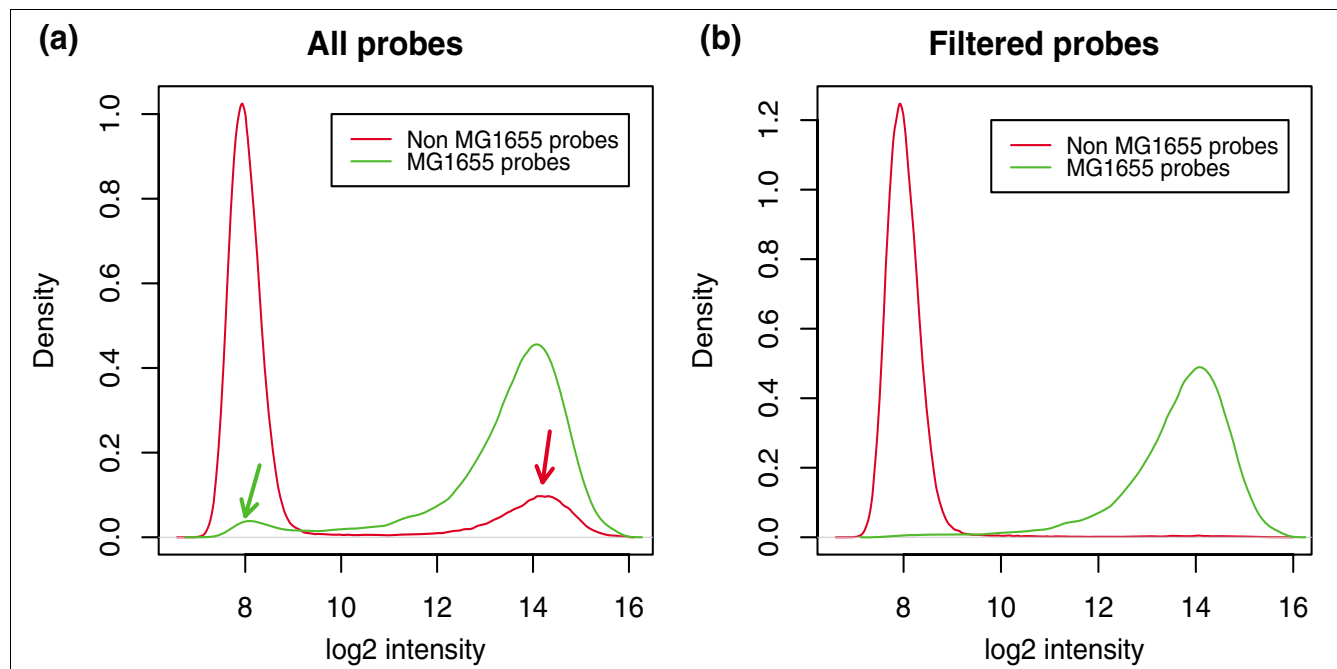 (a)
All probes
Non MG1655 probes
MG1655 probes
Density
0.0 0.2 0.4 0.6 0.8 1.0
8 10 12 14 16
log2 intensity
(b)
Filtered probes
Non MG1655 probes
MG1655 probes
Density
0.0 0.2 0.4 0.6 0.8 1.0 1.2
8 10 12 14 16
log2 intensity